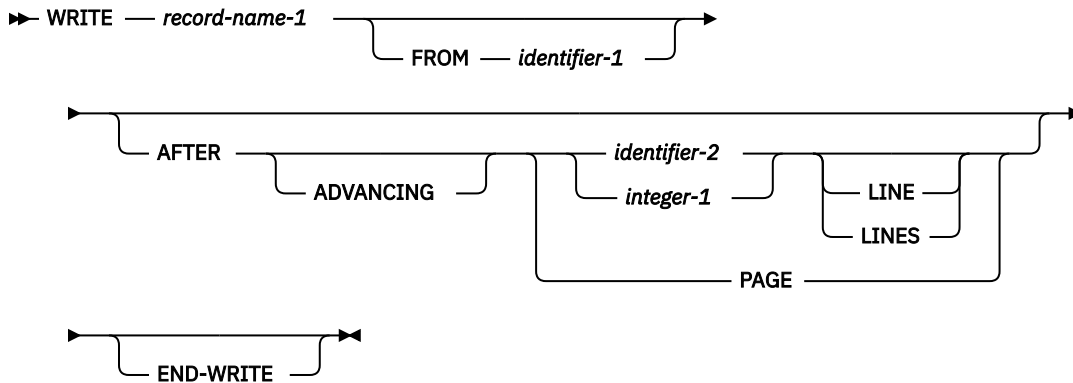 WRITE record-name-1
FROM identifier-1
AFTER identifier-2
ADVANCING integer-1 LINE
LINES
PAGE
END-WRITE